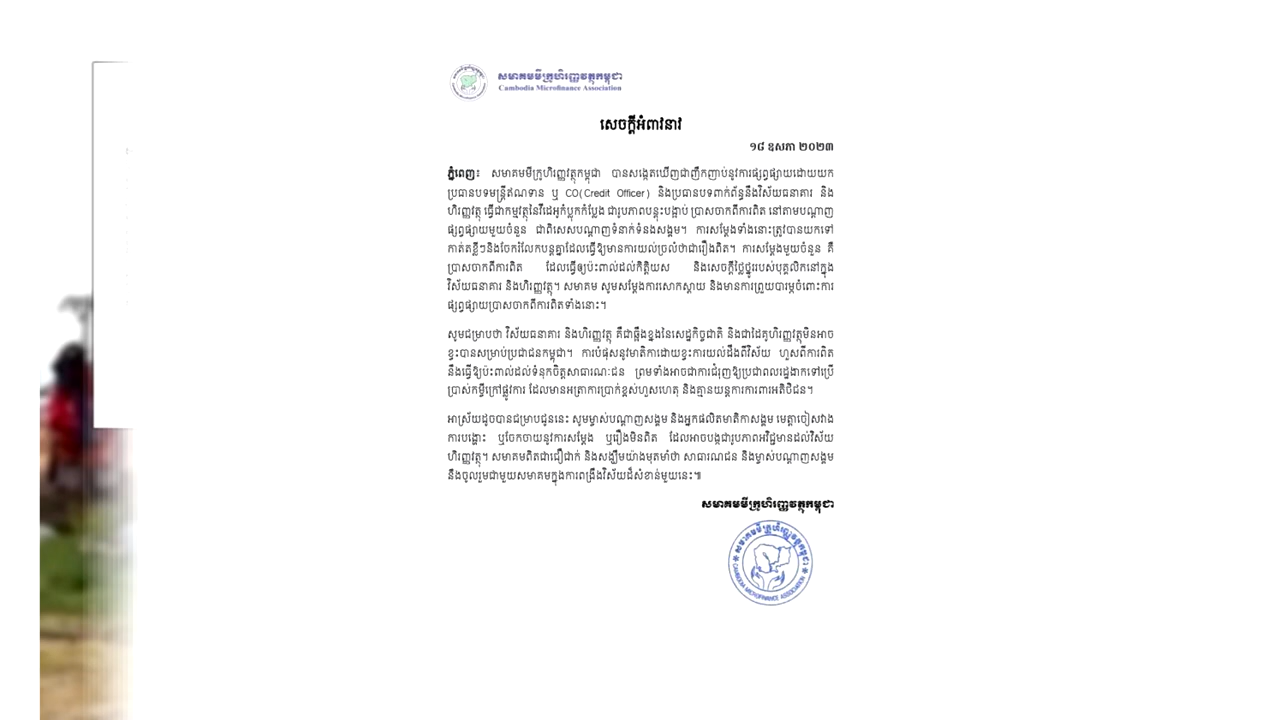 សមាគមមីក្រូហិរញ្ញវត្ថុកម្ពុជា
Cambodia Microfinance Association
សេចក្តីអំពាវនាវ
១៨ ឧសភា ២០២៣
ភ្នំពេញ៖ សមាគមមីក្រូហិរញ្ញវត្ថុកម្ពុជា បានសង្កេតឃើញជាញឹកញាប់នូវការផ្សព្វផ្សាយដោយយក
ប្រធានបទមន្ត្រីឥណទាន ឬ CO(Credit Officer) និងប្រធានបទពាក់ព័ន្ធនឹងវិស័យធនាគារ និង
ហិរញ្ញវត្ថុ ធ្វើជាកម្មវត្ថុនៃវីដេអូកំប្លុកកំប្លែង ជារូបភាពបន្តុះបង្អាប់ ប្រាសចាកពីការពិត នៅតាមបណ្តាញ
ផ្សព្វផ្សាយមួយចំនួន ជាពិសេសបណ្តាញទំនាក់ទំនងសង្គម។ ការសម្តែងទាំងនោះត្រូវបានយកទៅ
កាត់តខ្លីៗនិងចែករំលែកបន្តគ្នាដែលធ្វើឱ្យមានការយល់ច្រលំថាជារឿងពិត។ ការសម្តែងមួយចំនួន គឺ
ប្រាសចាកពីការពិត ដែលធ្វើឲ្យប៉ះពាល់ដល់កិត្តិយស និងសេចក្តីថ្លៃថ្នូររបស់បុគ្គលិកនៅក្នុង
វិស័យធនាគារ និងហិរញ្ញវត្ថុ។ សមាគម សូមសម្តែងការសោកស្តាយ និងមានការព្រួយបារម្ភចំពោះការ
ផ្សព្វផ្សាយប្រាសចាកពីការពិតទាំងនោះ។
សូមជម្រាបថា វិស័យធនាគារ និងហិរញ្ញវត្ថុ គឺជាឆ្អឹងខ្នងនៃសេដ្ឋកិច្ចជាតិ និងជាដៃគូហិរញ្ញវត្ថុមិនអាច
ខ្វះបានសម្រាប់ប្រជាជនកម្ពុជា។ ការបំផុសនូវមាតិកាដោយខ្វះការយល់ដឹងពីវិស័យ ហួសពីការពិត
នឹងធ្វើឱ្យប៉ះពាល់ដល់ទំនុកចិត្តសាធារណៈជន ព្រមទាំងអាចជាការជំរុញឱ្យប្រជាពលរដ្ឋងាកទៅប្រើ
ប្រាស់កម្ចីក្រៅផ្លូវការ ដែលមានអត្រាការប្រាក់ខ្ពស់ហួសហេតុ និងគ្មានយន្តការការពារអតិថិជន។
អាស្រ័យដូចបានជម្រាបជូននេះ សូមម្ចាស់បណ្តាញសង្គម និងអ្នកផលិតមាតិកាសង្គម មេត្តាចៀសវាង
ការបង្ហោះ ឬចែកចាយនូវការសម្តែង ឬរឿងមិនពិត ដែលអាចបង្កជារូបភាពអវិជ្ជមានដល់វិស័យ
ហិរញ្ញវត្ថុ។ សមាគមពិតជាជឿជាក់ និងសង្ឃឹមយ៉ាងមុតមាំថា សាធារណជន និងម្ចាស់បណ្តាញសង្គម
នឹងចូលរួមជាមួយសមាគមក្នុងការពង្រឹងវិស័យដ៏សំខាន់មួយនេះ៕
សមាគមមីក្រូហិរញ្ញវត្ថុកម្ពុជា
សមាគមមីក្រូហិរញ្ញវត្ថុកម្ពុជា
CAMBODIA MICROFINANCE ASSOCIATION